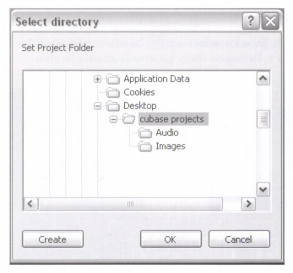 Select directory
Set Project Folder
Application Data
Cookies
Desktop
cubase projects
Audio
Images
Create
OK
Cancel